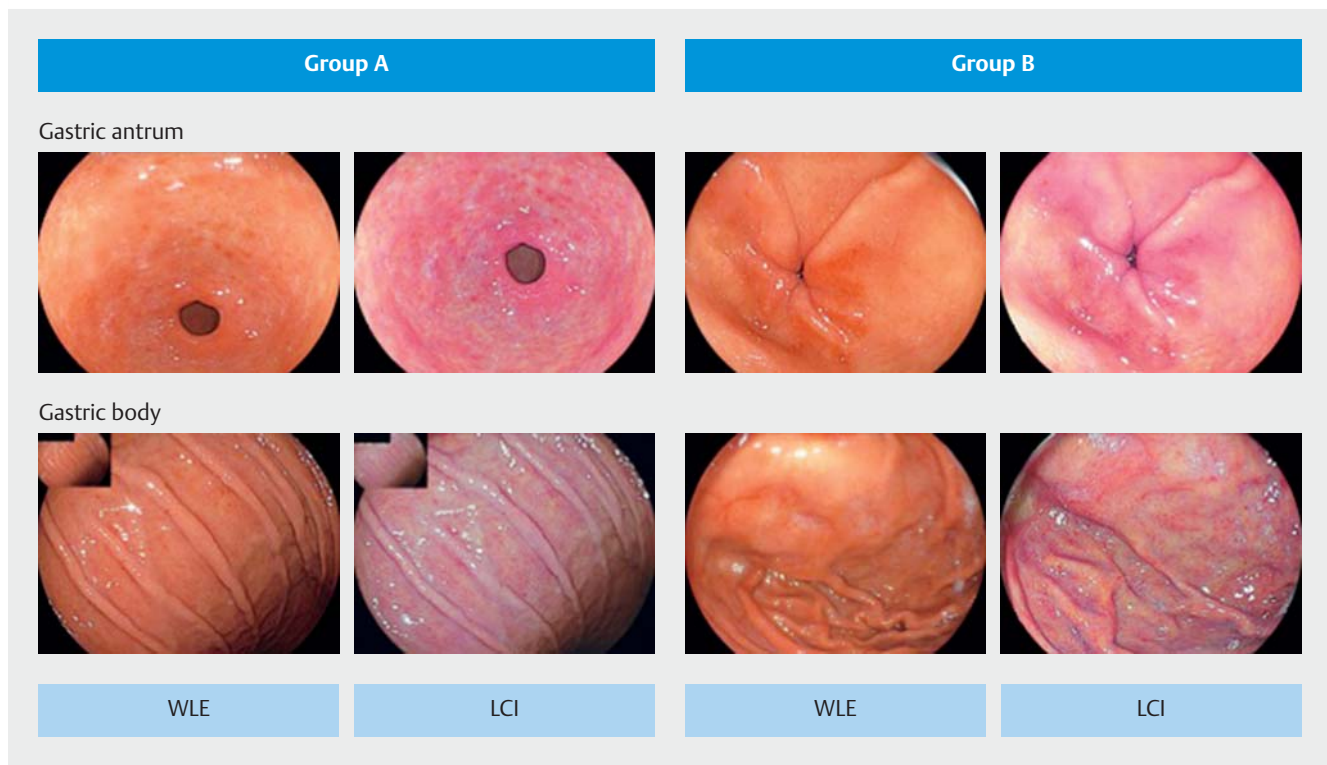 Group A
Group B
Gastric antrum
Gastric body
WLE
LCI
WLE
LCI